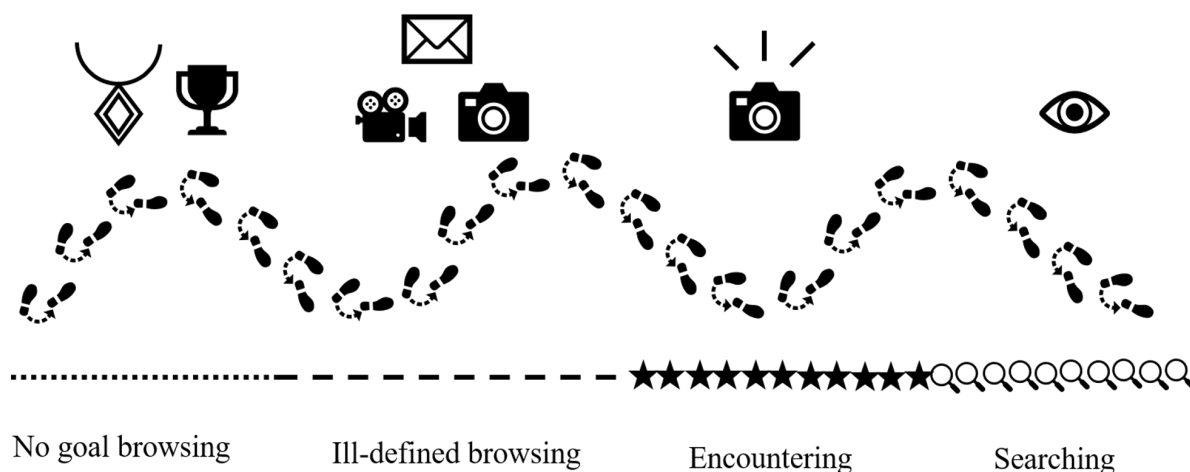 No goal browsing
Ill-defined browsing
Encountering
Searching